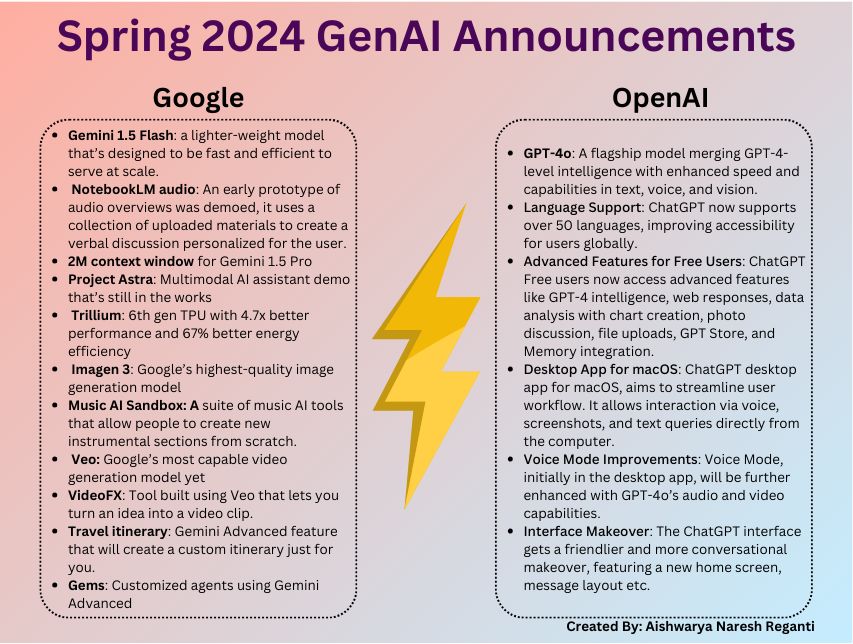 Spring 2024 GenAI Announcements
Google
• Gemini 1.5 Flash: a lighter-weight model
that's designed to be fast and efficient to
serve at scale.
• NotebookLM audio: An early prototype of
audio overviews was demoed, it uses a
collection of uploaded materials to create a
verbal discussion personalized for the user.
• 2M context window for Gemini 1.5 Pro
• Project Astra: Multimodal AI assistant demo
that's still in the works
• Trillium: 6th gen TPU with 4.7x better
performance and 67% better energy
efficiency
• Imagen 3: Google's highest-quality image
generation model
• Music AI Sandbox: A suite of music AI tools
that allow people to create new
instrumental sections from scratch.
• Veo: Google's most capable video
generation model yet
• VideoFX: Tool built using Veo that lets you
turn an idea into a video clip.
• Travel itinerary: Gemini Advanced feature
that will create a custom itinerary just for
you.
• Gems: Customized agents using Gemini
Advanced
OpenAI
• GPT-4o: A flagship model merging GPT-4-
level intelligence with enhanced speed and
capabilities in text, voice, and vision.
• Language Support: ChatGPT now supports
over 50 languages, improving accessibility
for users globally.
• Advanced Features for Free Users: ChatGPT
Free users now access advanced features
like GPT-4 intelligence, web responses, data
analysis with chart creation, photo
discussion, file uploads, GPT Store, and
Memory integration.
• Desktop App for macOS: ChatGPT desktop
app for macOS, aims to streamline user
workflow. It allows interaction via voice,
screenshots, and text queries directly from
the computer.
• Voice Mode Improvements: Voice Mode,
initially in the desktop app, will be further
enhanced with GPT-4o's audio and video
capabilities.
• Interface Makeover: The ChatGPT interface
gets a friendlier and more conversational
makeover, featuring a new home screen,
message layout etc.
Created By: Aishwarya Naresh Reganti